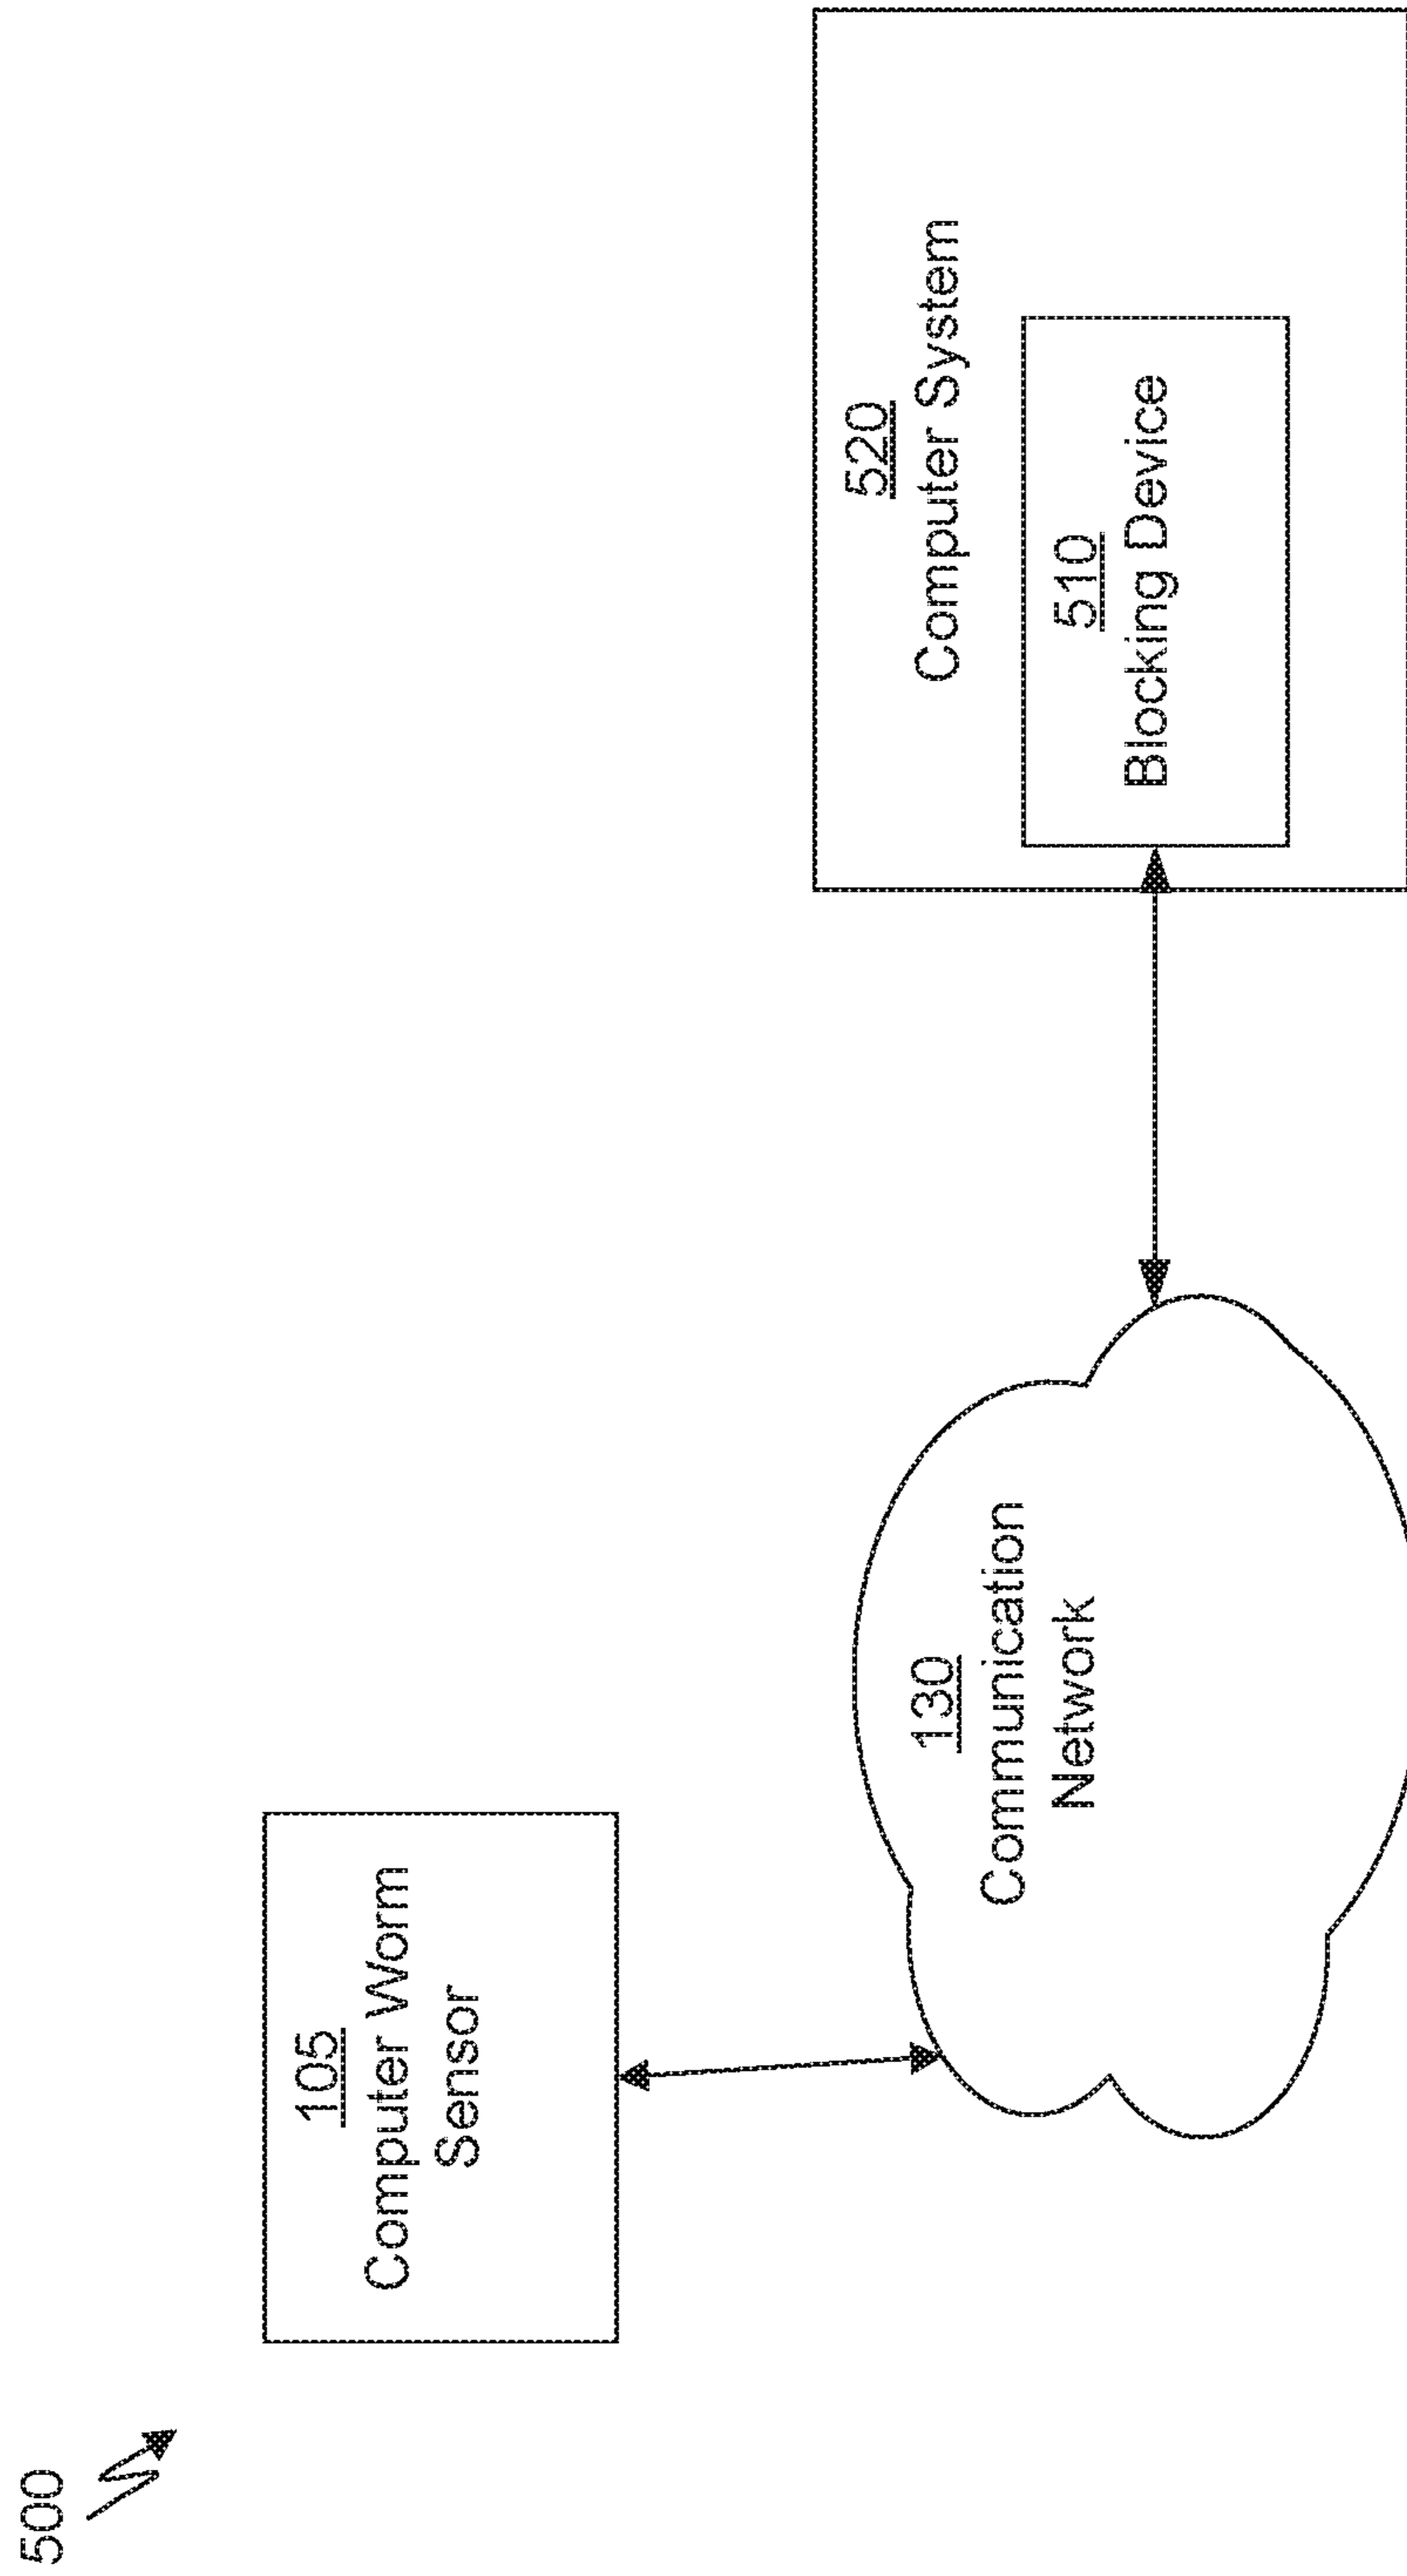 500
105
Computer Worm
Sensor
130
Communication
Network
520
Computer System
510
Blocking Device